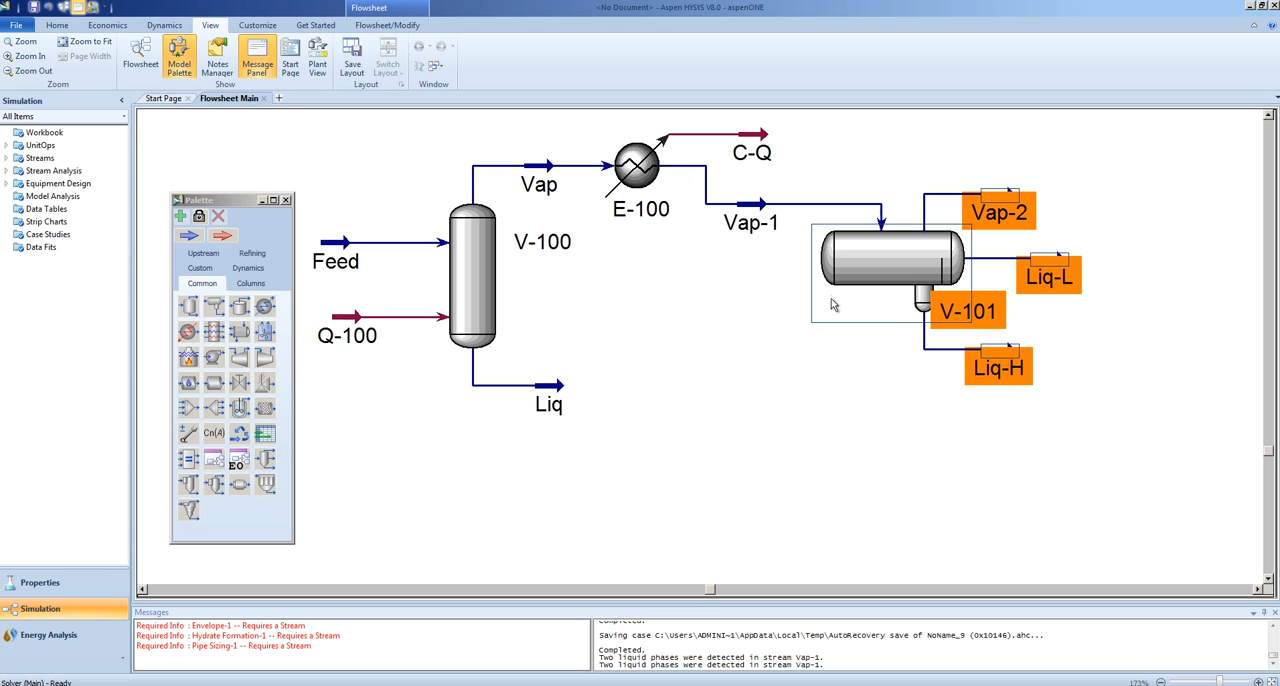 Flowsheet
<No Document> - Aspen HYSYS V8.0 - aspenONE
File Home Economics Dynamics View Customize Get Started Flowsheet/Modify
Zoom Zoom to Fit
Zoom In Page Width
Zoom Out
Zoom
Flowsheet
Model Palette
Notes Manager
Message Panel
Start Page
Plant View
Show
Save Layout
Switch Layout
Layout
Window
Simulation
All Items
Workbook
UnitOps
Streams
Stream Analysis
Equipment Design
Model Analysis
Data Tables
Strip Charts
Case Studies
Data Fits
Properties
Simulation
Energy Analysis
Start Page Flowsheet Main
Palette
Upstream Refining
Custom Dynamics
Common Columns
Cn(A)
EO
C-Q
Vap
E-100
Vap-1
Vap-2
V-100
Feed
Liq-L
V-101
Q-100
Liq-H
Liq
Messages
Required Info : Envelope-1 -- Requires a Stream
Required Info : Hydrate Formation-1 -- Requires a Stream
Required Info : Pipe Sizing-1 -- Requires a Stream
Completed.
Saving case C:\Users\ADMINI~1\AppData\Local\Temp\AutoRecovery save of NoName_9 (0x10146).ahc...
Completed.
Two liquid phases were detected in stream Vap-1.
Two liquid phases were detected in stream Vap-1.
Solver (Main) - Ready
173%